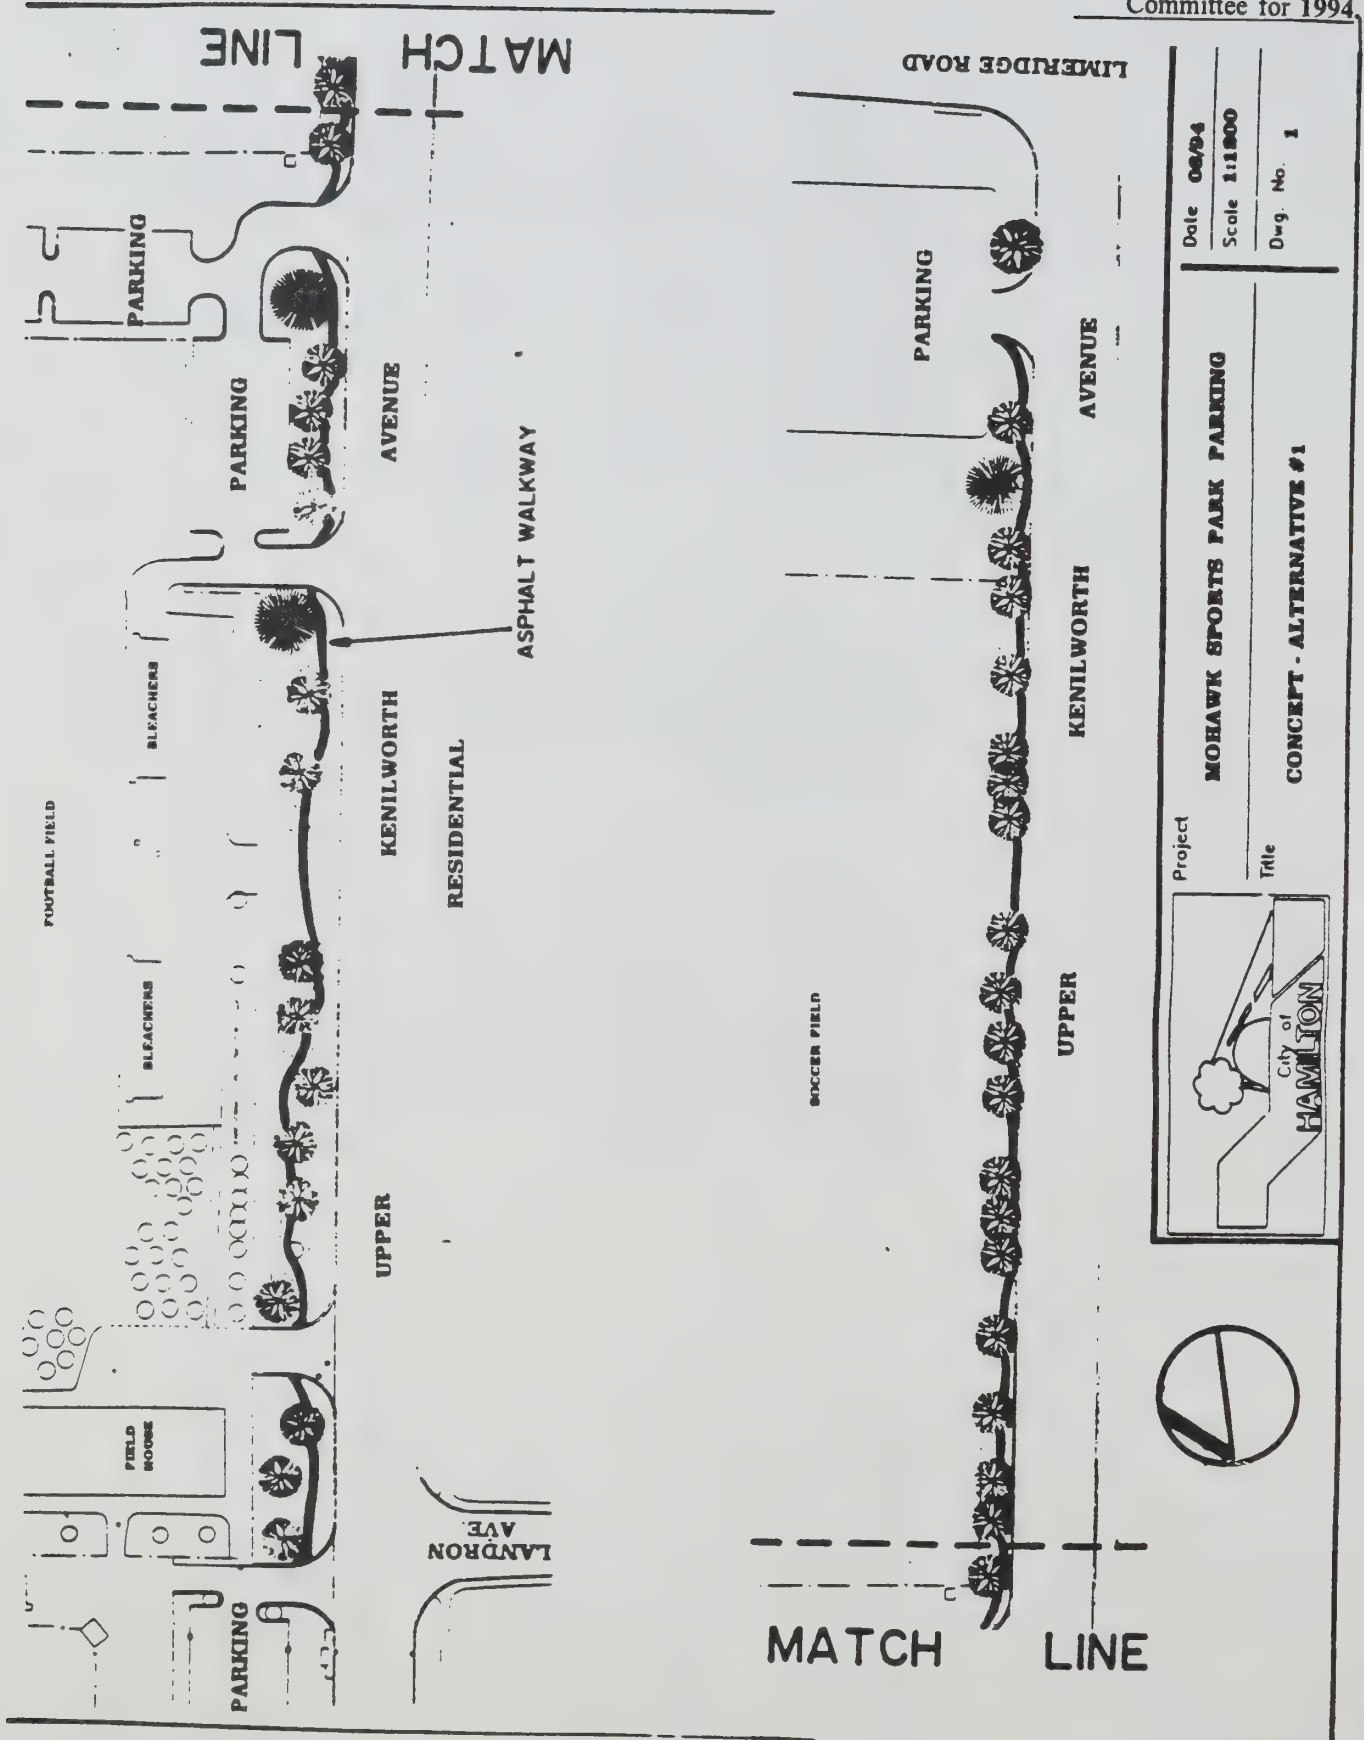 Committee for 1994.
MATCH LINE
LIMERIDGE ROAD
PARKING
PARKING
AVENUE
ASPHALT WALKWAY
BLEACHERS
FOOTBALL FIELD
KENILWORTH
RESIDENTIAL
BLEACHERS
UPPER
FIELD
HOUSE
LANDRON
AVE
PARKING
PARKING
AVENUE
KENILWORTH
SOCCER FIELD
UPPER
MATCH LINE
Date 08/94
Scale 1:1800
Dwg. No. 1
Project
MOHAWK SPORTS PARK PARKING
Title
CONCEPT - ALTERNATIVE #1
City of
HAMILTON